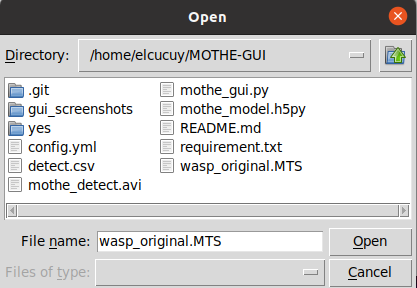 Open
Directory: /home/elcucuy/MOTHE-GUI
.git
gui_screenshots
yes
config.yml
detect.csv
mothe_detect.avi
mothe_gui.py
mothe_model.h5py
README.md
requirement.txt
wasp_original.MTS
File name: wasp_original.MTS Open
Files of type: Cancel